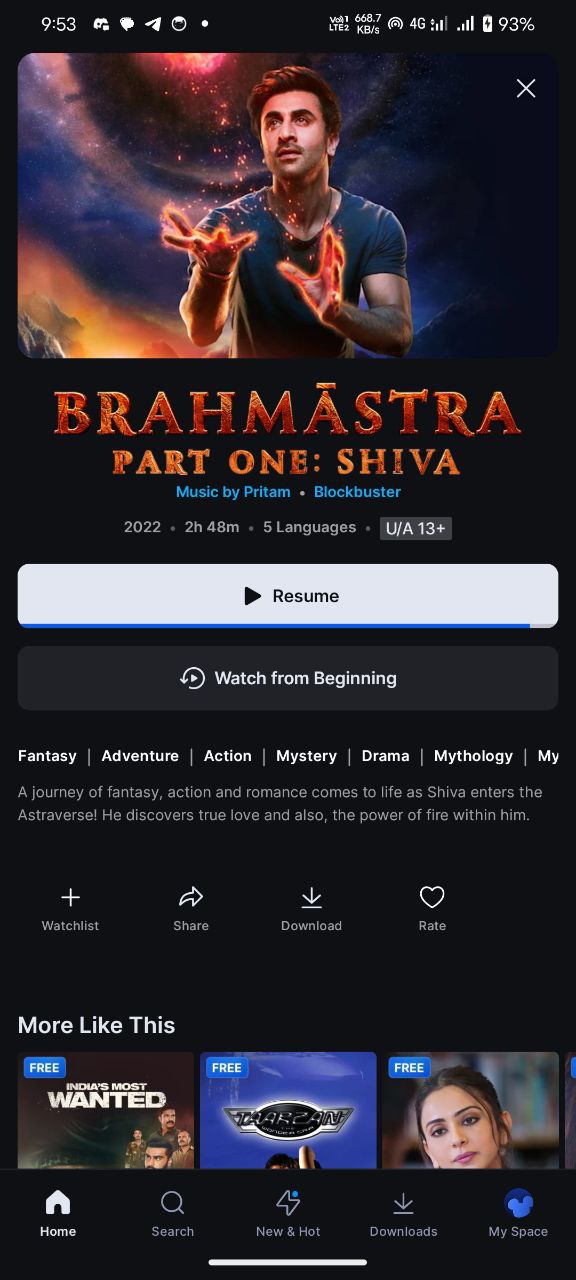 9:53
Vo)) 1 LTE2 668.7 KB/s 4G 93%
BRAHMĀSTRA
PART ONE: SHIVA
Music by Pritam • Blockbuster
2022 • 2h 48m • 5 Languages • U/A 13+
Resume
Watch from Beginning
Fantasy | Adventure | Action | Mystery | Drama | Mythology | My
A journey of fantasy, action and romance comes to life as Shiva enters the
Astraverse! He discovers true love and also, the power of fire within him.
Watchlist Share Download Rate
More Like This
FREE FREE FREE
INDIA'S MOST
WANTED
TAARZAN
THE
WONDER CAR
Home Search New & Hot Downloads My Space